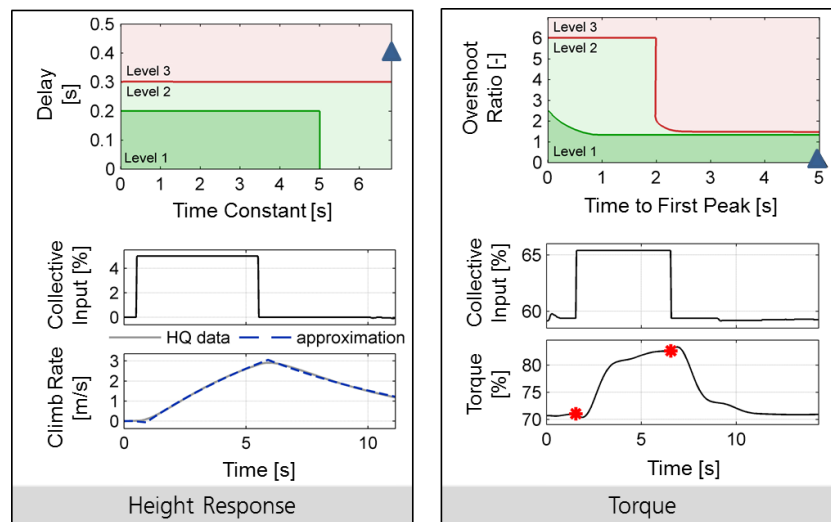 0.5
0.4
0.3
0.2
0.1
0
Delay
[s]
Level 3
Level 2
Level 1
0 1 2 3 4 5 6
Time Constant [s]
Collective
Input [%]
4
2
0
HQ data
approximation
Climb Rate
[m/s]
3
2
1
0
0 5 10
Time [s]
Height Response
Overshoot
Ratio [-]
6
5
4
3
2
1
0
Level 3
Level 2
Level 1
0 1 2 3 4 5
Time to First Peak [s]
Collective
Input [%]
65
60
Torque
[%]
80
75
70
0 5 10
Time [s]
Torque